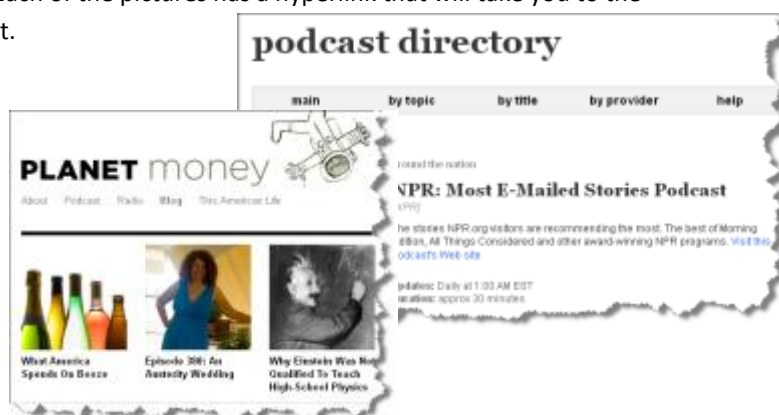 Each of the pictures has a hyperlink that will take you to the
t.
podcast directory
main by topic by title by provider help
round the nation
NPR: Most E-Mailed Stories Podcast
he stories NPR.org visitors are recommending the most. The best of Morning
dition, All Things Considered and other award-winning NPR programs. Visit this
odcast's Web site
pdates: Daily at 1:00 AM EST
uration: approx 30 minutes
PLANET money
About Podcast Radio Blog This American Life
What America
Spends On Booze
Episode 380: An
Austerity Wedding
Why Einstein Was Not
Qualified To Teach
High-School Physics